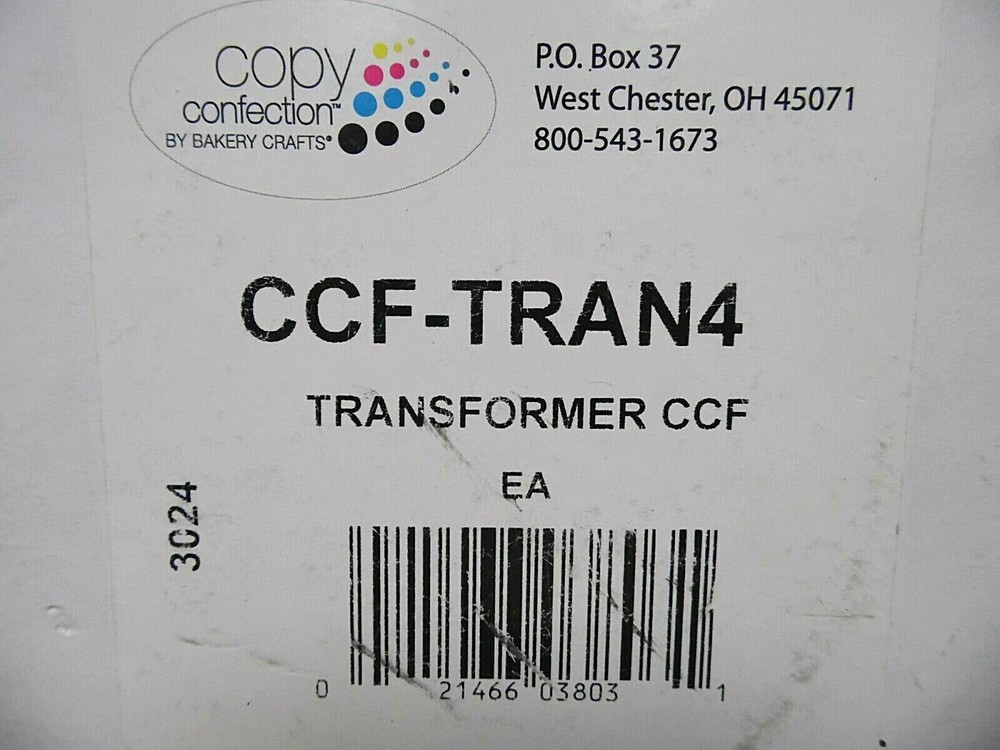 copy
confection™
BY BAKERY CRAFTS®
P.O. Box 37
West Chester, OH 45071
800-543-1673
CCF-TRAN4
TRANSFORMER CCF
EA
3024
0 21466 03803 1